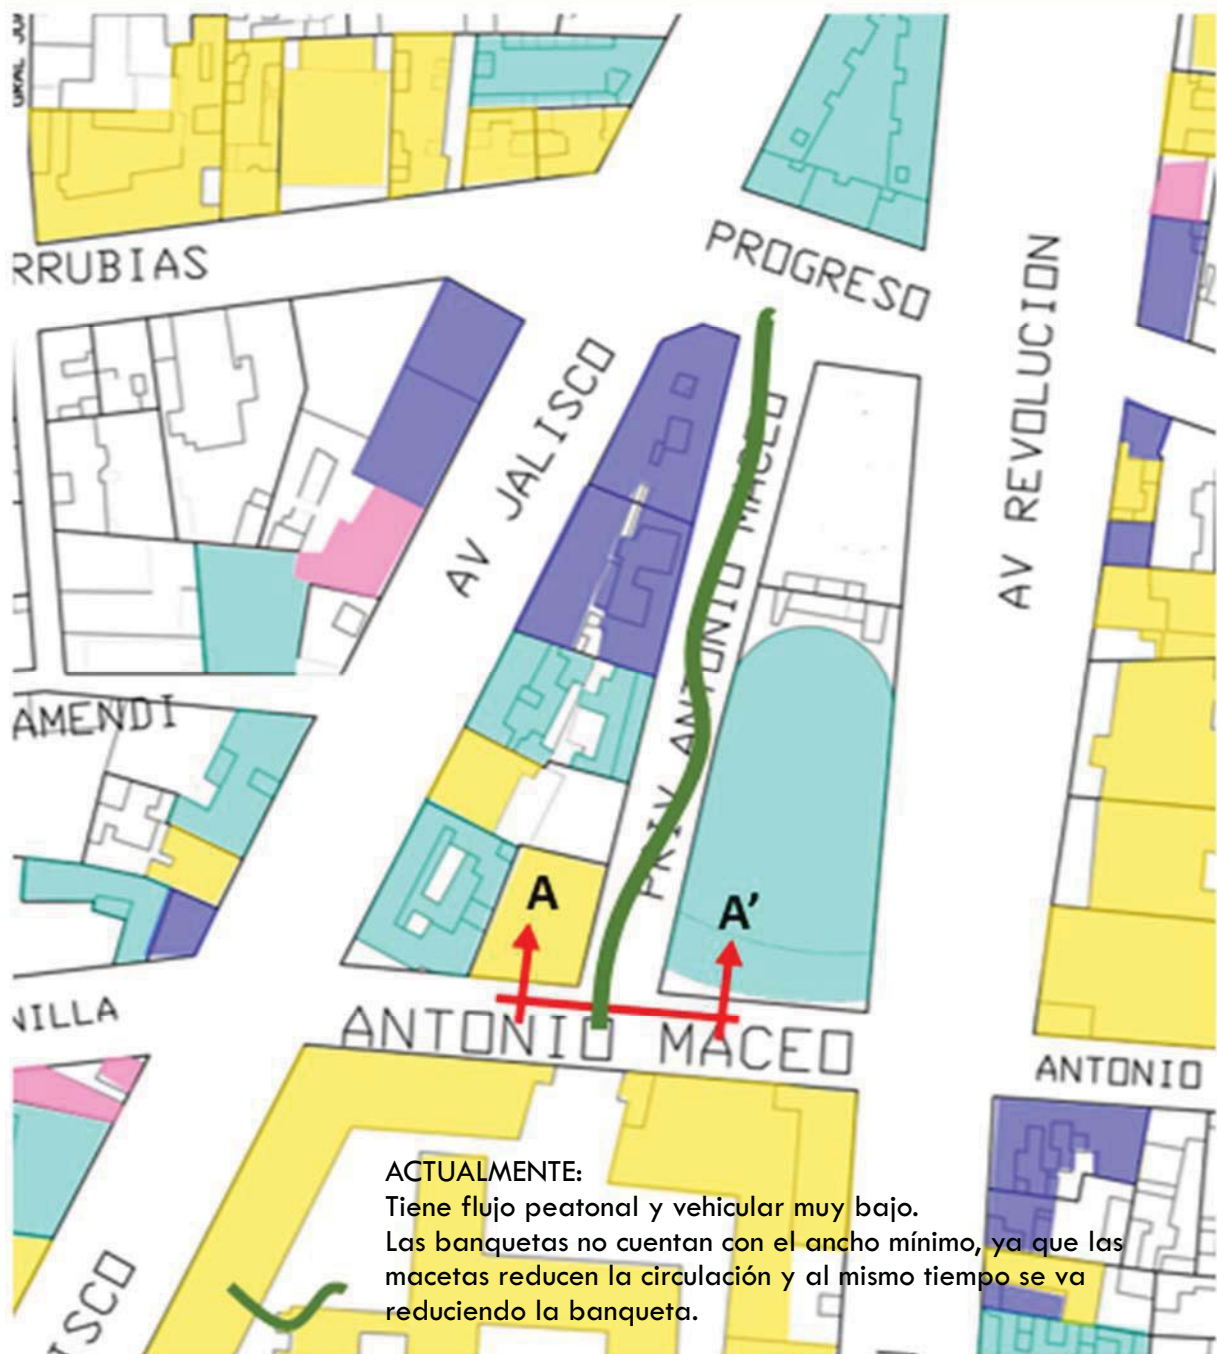 RRUBIAS
PROGRESO
AV JALISCO
AV REVOLUCION
PRIV ANTONIO MACEO
AMENDI
A
A'
NILLA
ANTONIO MACEO
ANTONIO
ISCO
ACTUALMENTE:
Tiene flujo peatonal y vehicular muy bajo.
Las banquetas no cuentan con el ancho mínimo, ya que las
macetas reducen la circulación y al mismo tiempo se va
reduciendo la banqueta.